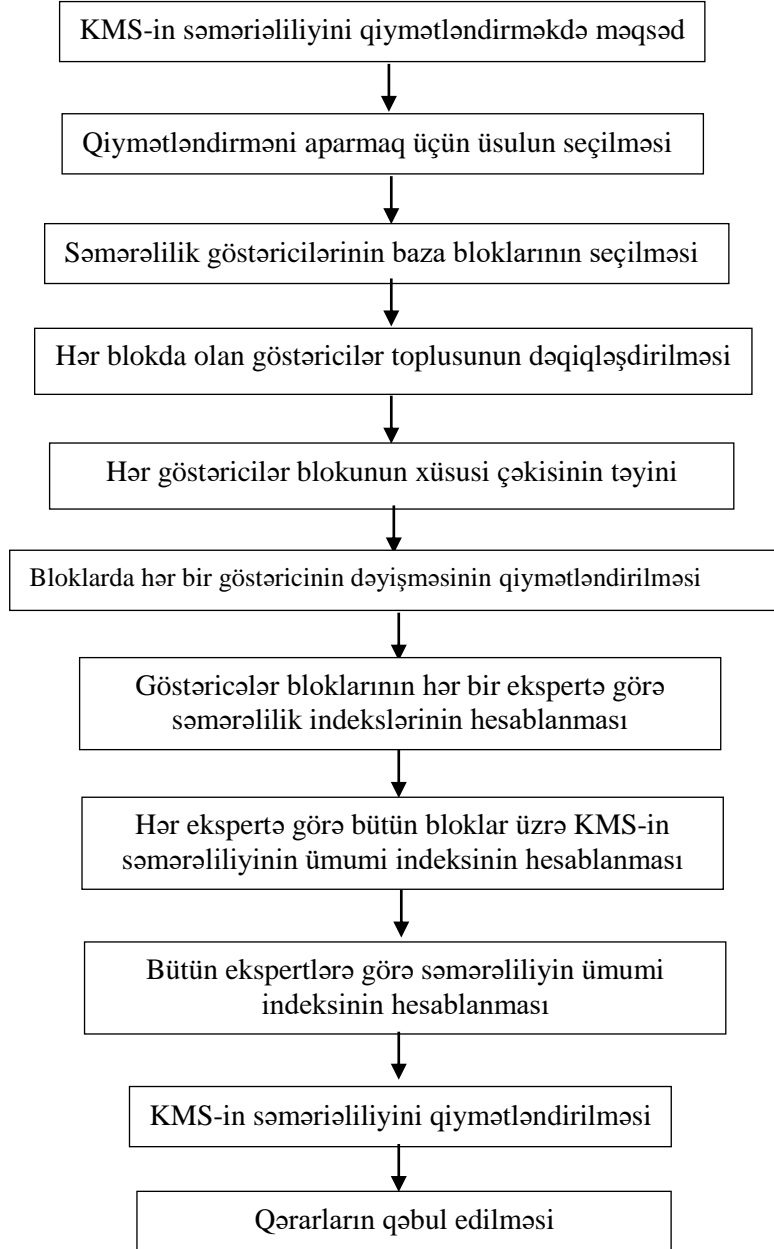 KMS-in səməriəliliyini qiymətləndirməkdə məqsəd
Qiymətləndirməni aparmaq üçün üsulun seçilməsi
Səmərəlilik göstəricilərinin baza bloklarının seçilməsi
Hər blokda olan göstəricilər toplusunun dəqiqləşdirilməsi
Hər göstəricilər blokunun xüsusi çəkisinin təyini
Bloklarda hər bir göstəricinin dəyişməsinin qiymətləndirilməsi
Göstəricələr bloklarının hər bir ekspertə görə
səmərəlilik indekslərinin hesablanması
Hər ekspertə görə bütün bloklar üzrə KMS-in
səmərəliliyinin ümumi indeksinin hesablanması
Bütün ekspertlərə görə səmərəliliyin ümumi
indeksinin hesablanması
KMS-in səməriəliliyini qiymətləndirilməsi
Qərarların qəbul edilməsi